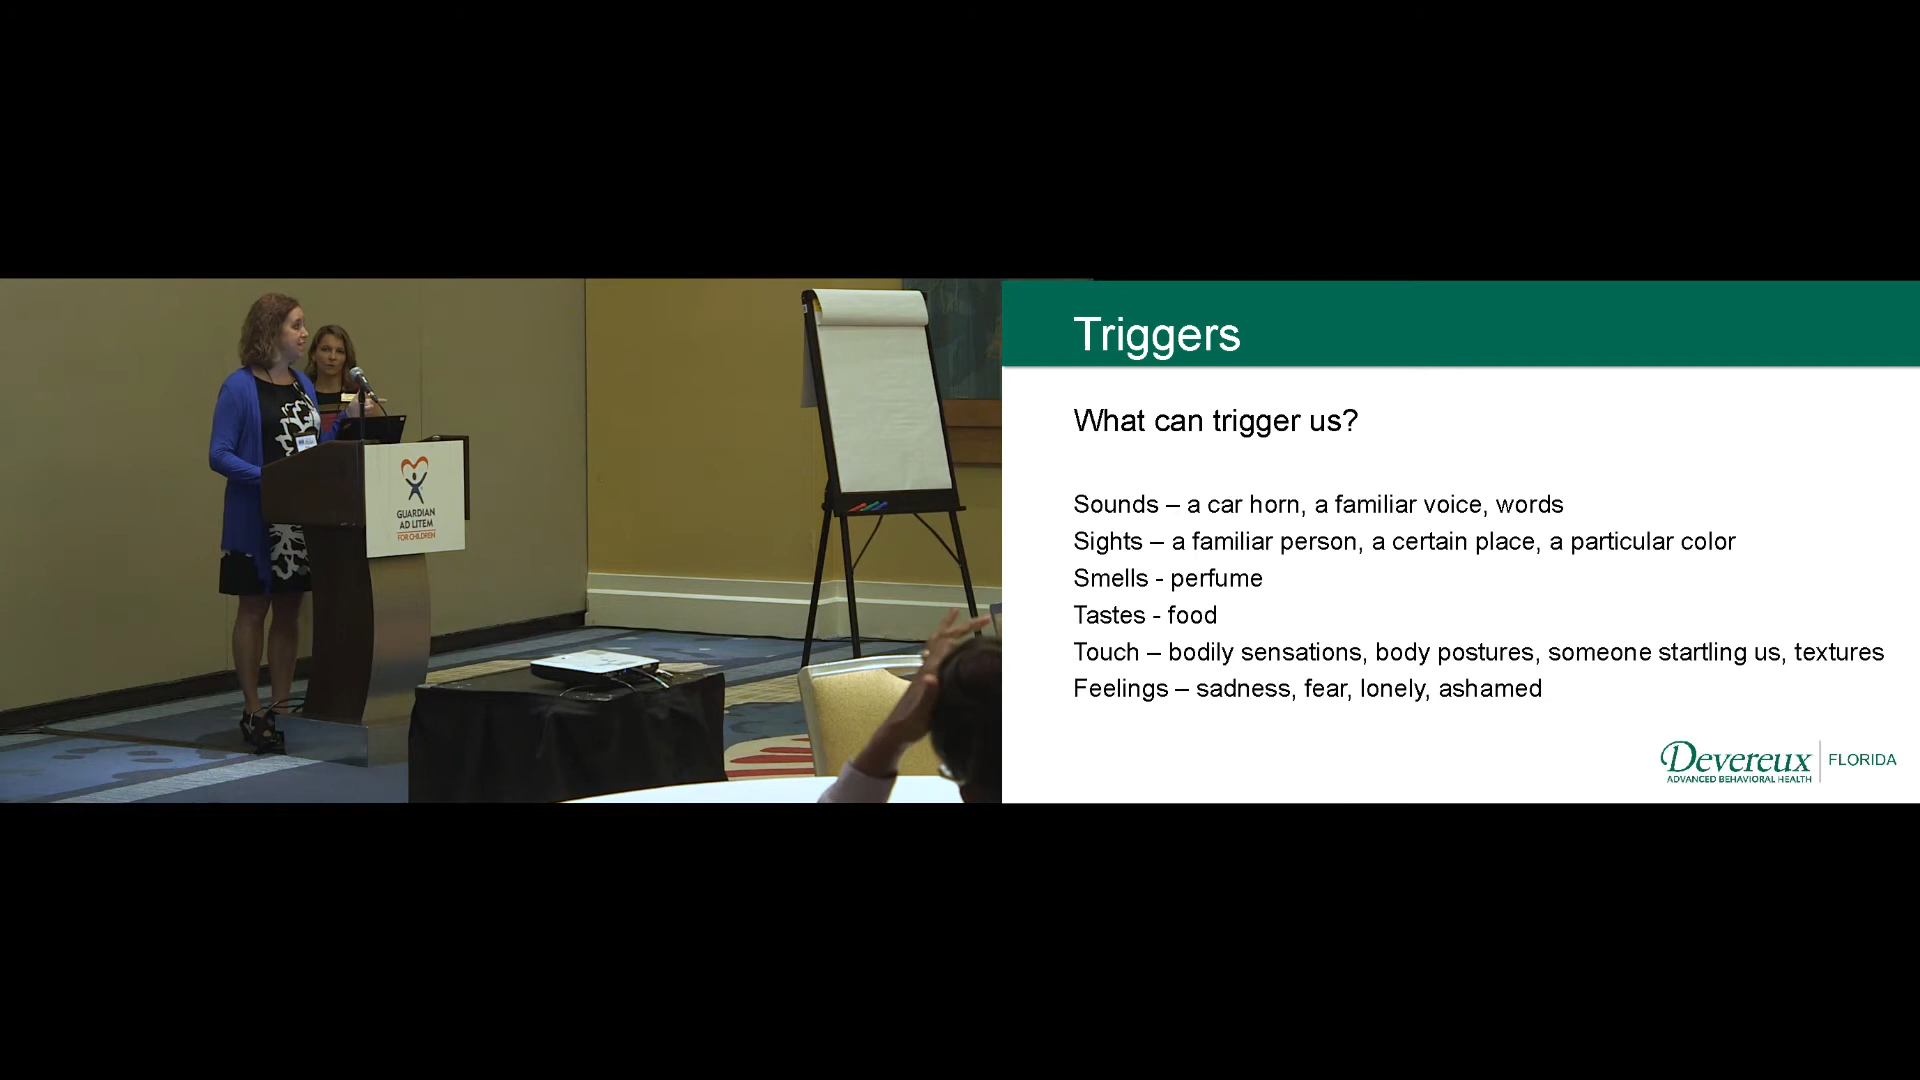 GUARDIAN
AD LITEM
FOR CHILDREN
Triggers
What can trigger us?
Sounds – a car horn, a familiar voice, words
Sights – a familiar person, a certain place, a particular color
Smells - perfume
Tastes - food
Touch – bodily sensations, body postures, someone startling us, textures
Feelings – sadness, fear, lonely, ashamed
Devereux
ADVANCED BEHAVIORAL HEALTH
FLORIDA